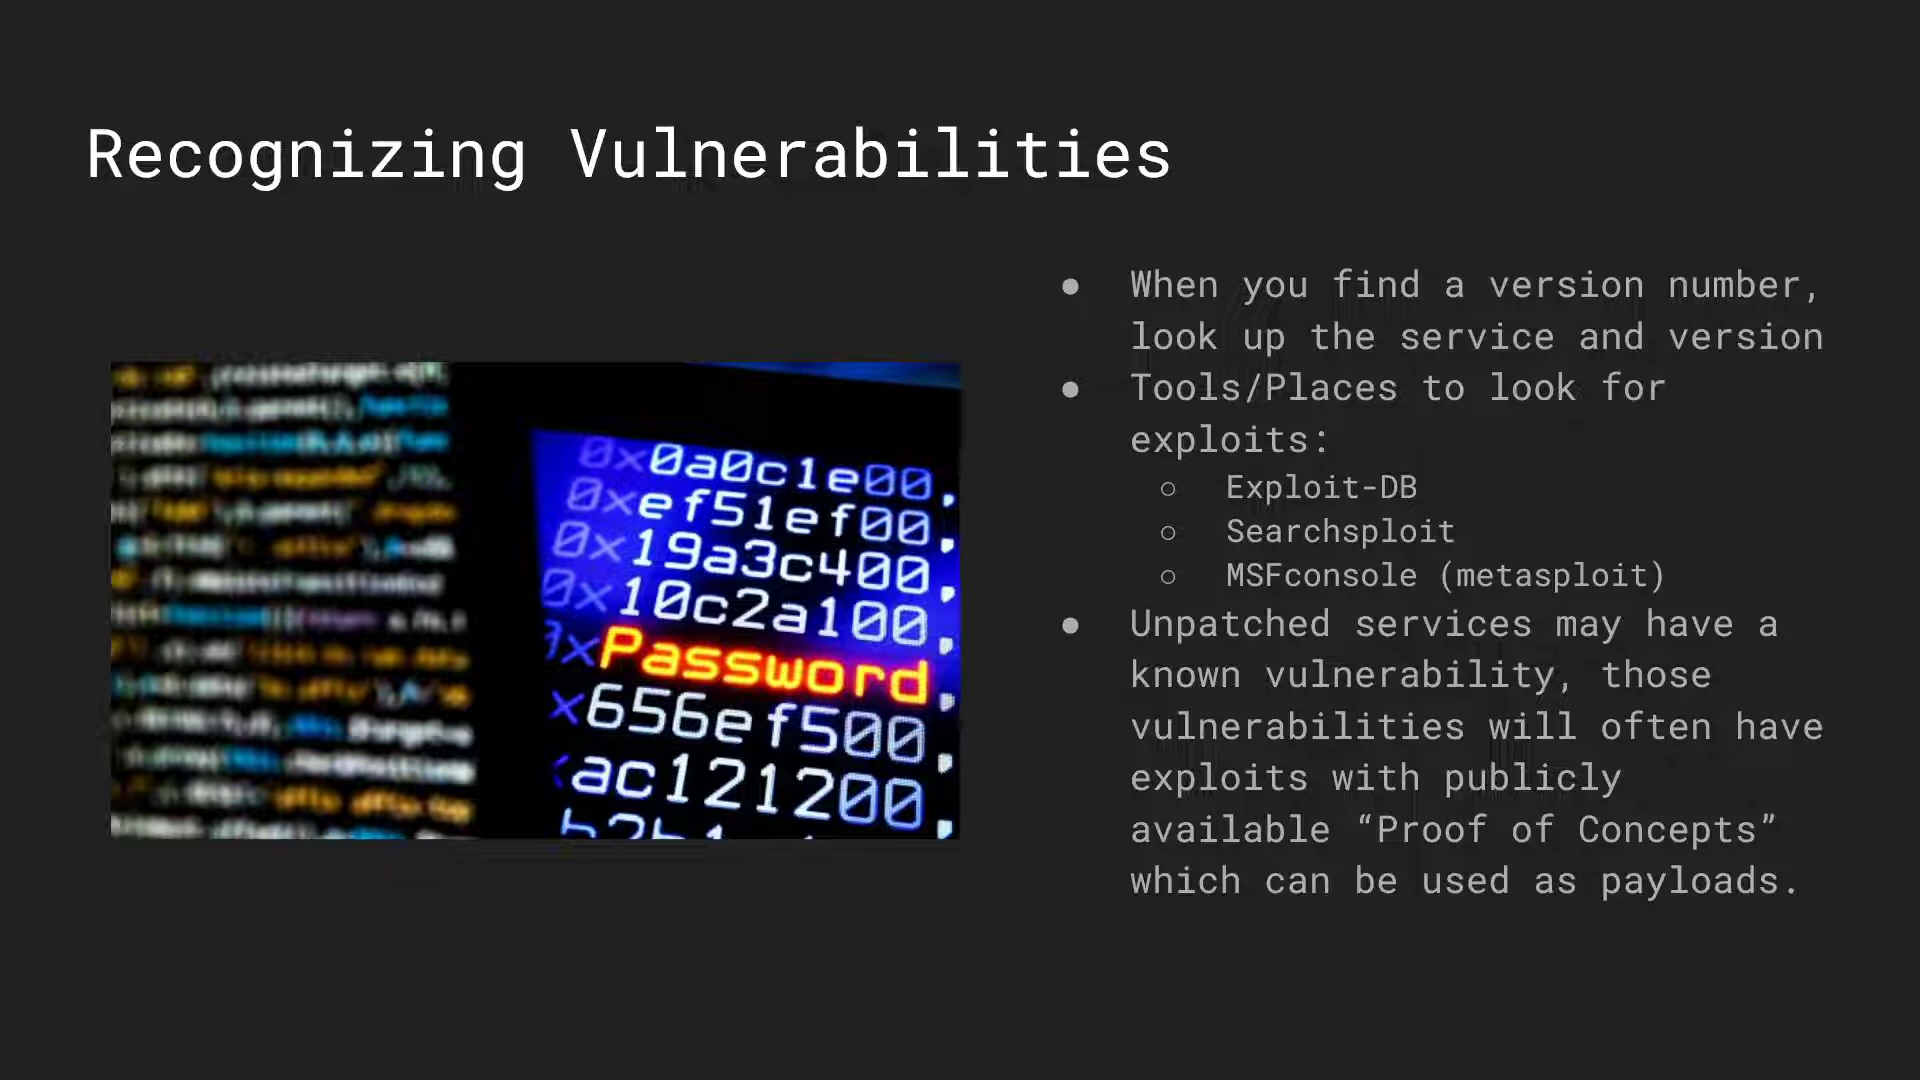 Recognizing Vulnerabilities
0x0a0c1e00,
0xef51ef00,
0x19a3c400,
0x10c2a100,
xPassword,
x656ef500,
ac121200,
● When you find a version number,
look up the service and version
● Tools/Places to look for
exploits:
○ Exploit-DB
○ Searchsploit
○ MSFconsole (metasploit)
● Unpatched services may have a
known vulnerability, those
vulnerabilities will often have
exploits with publicly
available “Proof of Concepts”
which can be used as payloads.